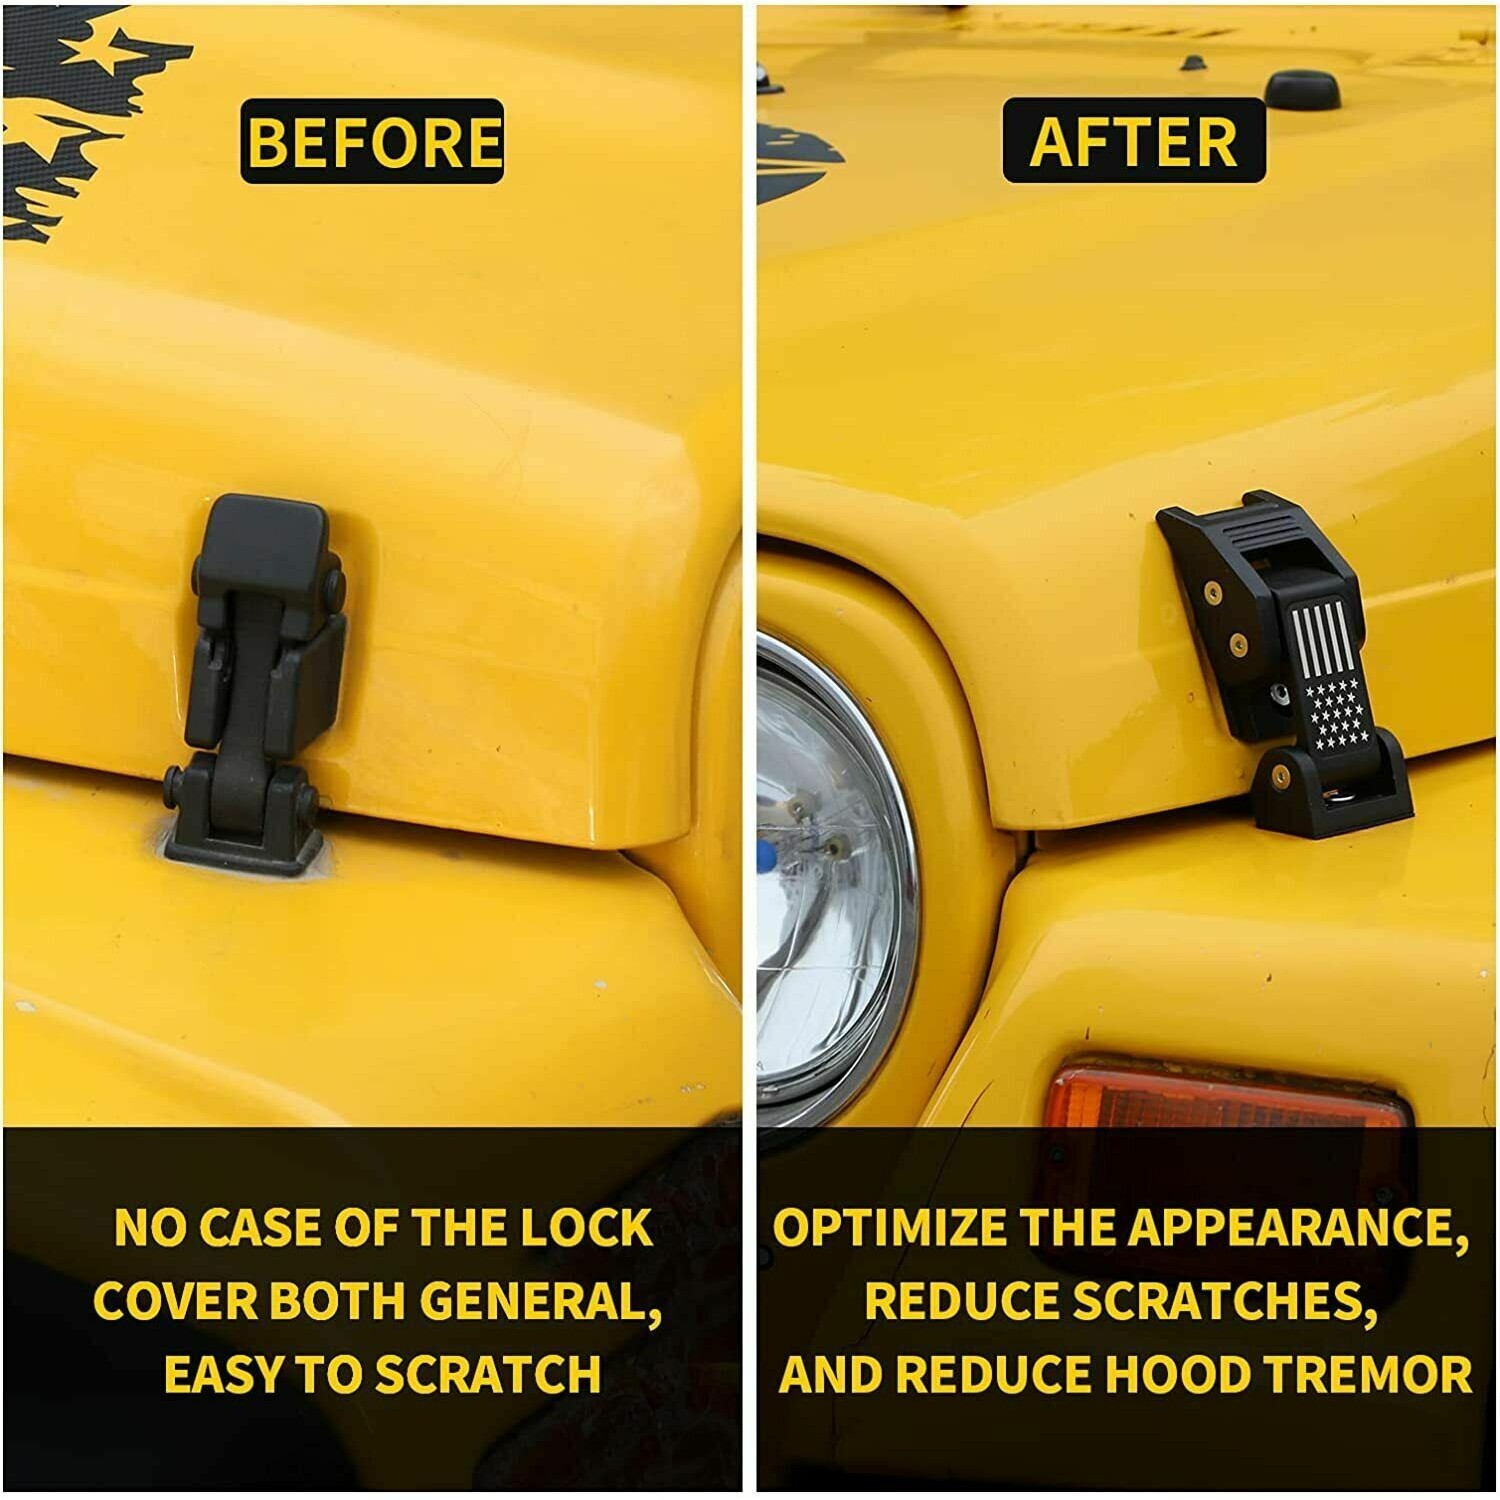 BEFORE
NO CASE OF THE LOCK
COVER BOTH GENERAL,
EASY TO SCRATCH
AFTER
OPTIMIZE THE APPEARANCE,
REDUCE SCRATCHES,
AND REDUCE HOOD TREMOR